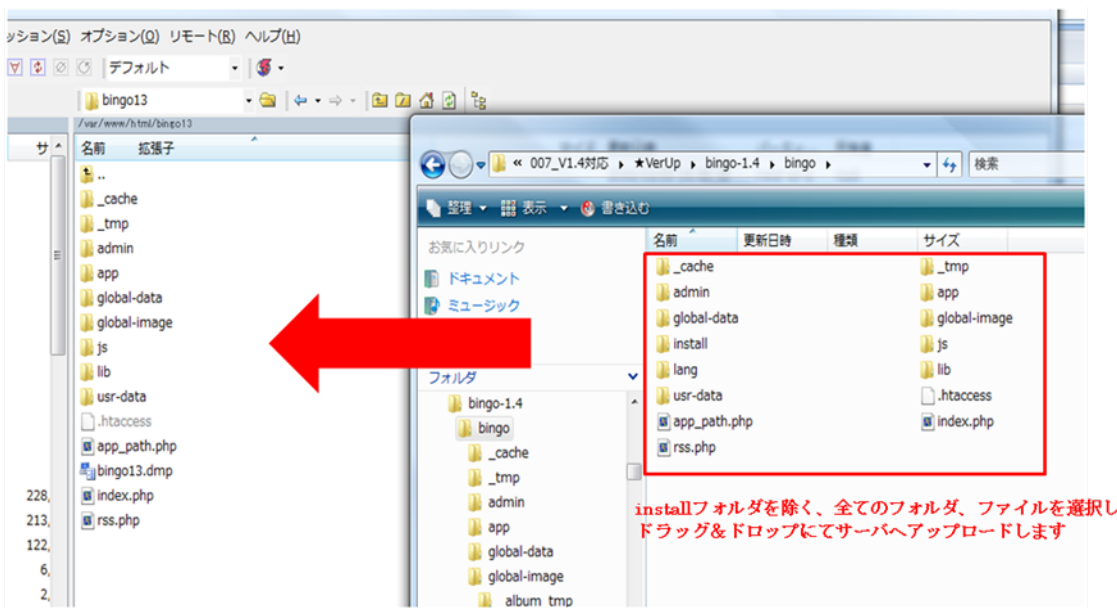 ッション(S) オプション(O) リモート(R) ヘルプ(H)
デフォルト
bingo13
/var/www/html/bingo13
サ
名前 拡張子
..
_cache
_tmp
admin
app
global-data
global-image
js
lib
usr-data
.htaccess
app_path.php
bingo13.dmp
index.php
rss.php
228,
213,
122,
6,
2,
« 007_V1.4対応 ▸ ★VerUp ▸ bingo-1.4 ▸ bingo ▸
検索
整理 表示 書き込む
お気に入りリンク
ドキュメント
ミュージック
フォルダ
bingo-1.4
bingo
_cache
_tmp
admin
app
global-data
global-image
album_tmp
名前 更新日時 種類 サイズ
_cache _tmp
admin app
global-data global-image
install js
lang lib
usr-data .htaccess
app_path.php index.php
rss.php
installフォルダを除く、全てのフォルダ、ファイルを選択し
ドラッグ&ドロップにてサーバへアップロードします